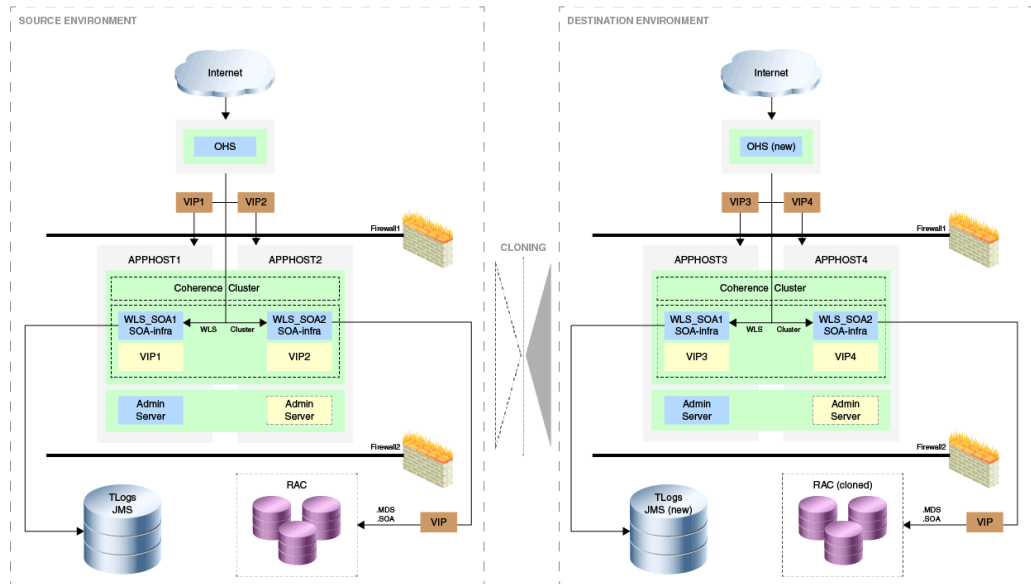 SOURCE ENVIRONMENT
Internet
OHS
VIP1
VIP2
Firewall1
APPHOST1
APPHOST2
Coherence Cluster
WLS_SOA1
SOA-infra
WLS
Cluster
WLS_SOA2
SOA-infra
VIP1
VIP2
Admin
Server
Admin
Server
Firewall2
TLogs
JMS
RAC
.MDS
.SOA
VIP
CLONING
DESTINATION ENVIRONMENT
Internet
OHS (new)
VIP3
VIP4
Firewall1
APPHOST3
APPHOST4
Coherence Cluster
WLS_SOA1
SOA-infra
WLS
Cluster
WLS_SOA2
SOA-infra
VIP3
VIP4
Admin
Server
Admin
Server
Firewall2
TLogs
JMS (new)
RAC (cloned)
.MDS
.SOA
VIP